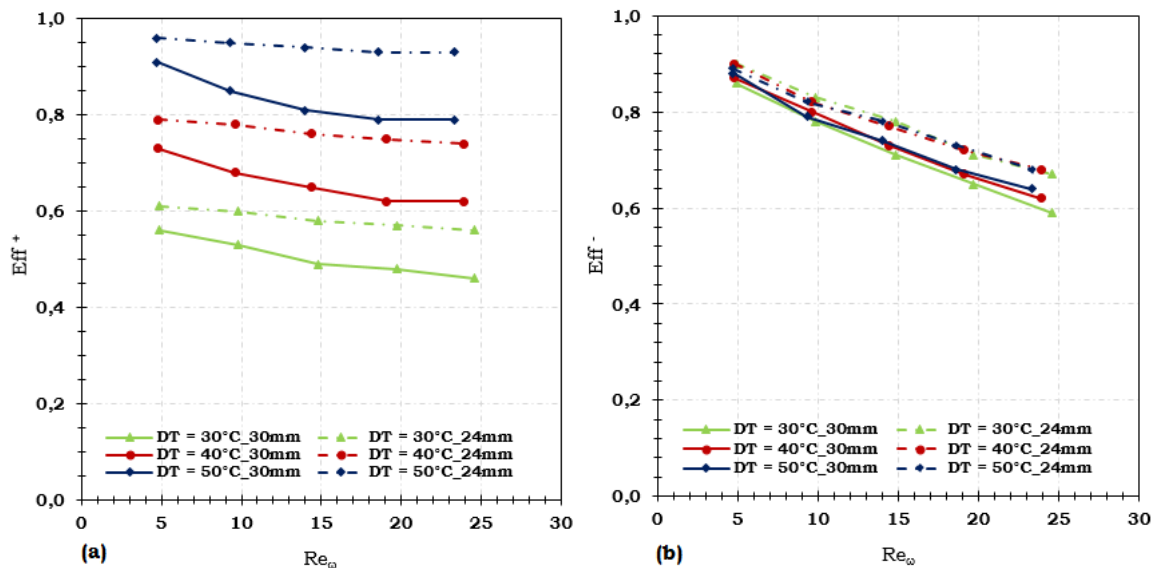 1,0
0,8
0,6
0,4
0,2
0,0
Eff +
DT = 30°C_30mm DT = 30°C_24mm
DT = 40°C_30mm DT = 40°C_24mm
DT = 50°C_30mm DT = 50°C_24mm
0 5 10 15 20 25 30
(a) Reω
1,0
0,8
0,6
0,4
0,2
0,0
Eff -
DT = 30°C_30mm DT = 30°C_24mm
DT = 40°C_30mm DT = 40°C_24mm
DT = 50°C_30mm DT = 50°C_24mm
0 5 10 15 20 25 30
(b) Reω